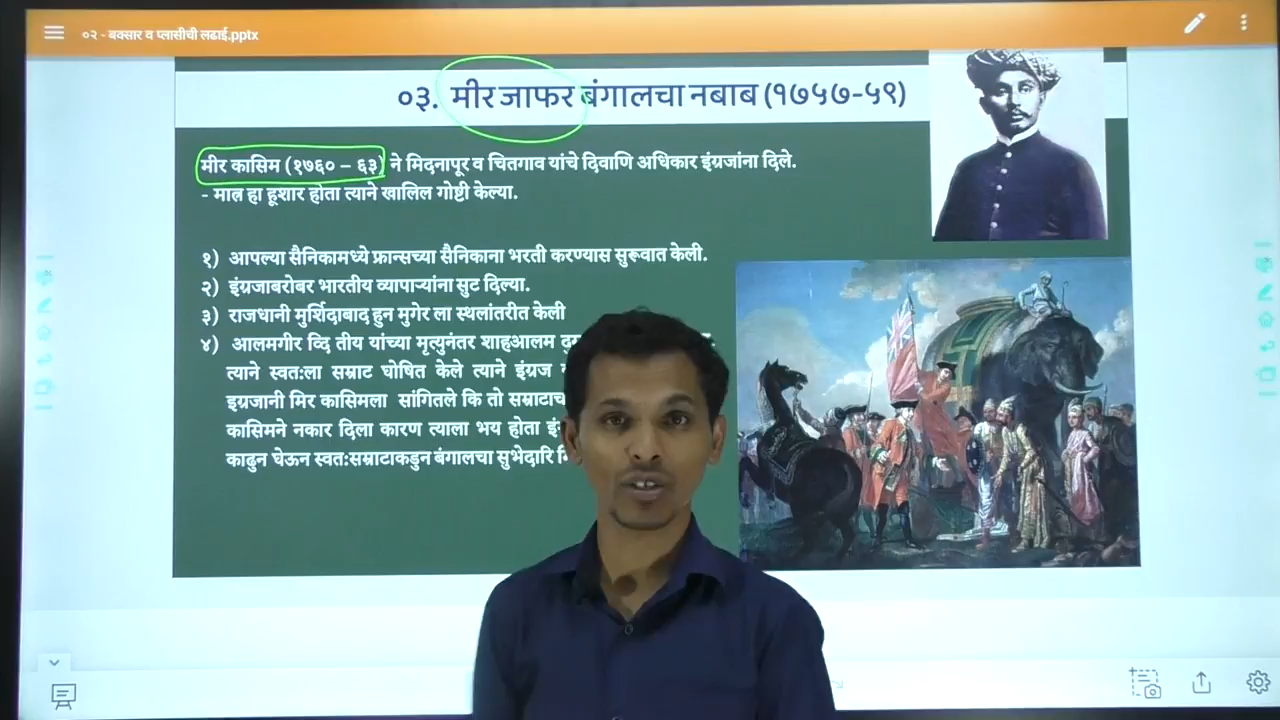 ०२ - बक्सार व प्लासीची लढाई.pptx
०३. मीर जाफर बंगालचा नबाब (१७५७-५९)
मीर कासिम (१७६० – ६३) ने मिदनापूर व चितगाव यांचे दिवाणि अधिकार इंग्रजांना दिले.
- मात्र हा हूशार होता त्याने खालिल गोष्टी केल्या.
१) आपल्या सैनिकामध्ये फ्रान्सच्या सैनिकाना भरती करण्यास सुरूवात केली.
२) इंग्रजाबरोबर भारतीय व्यापाऱ्यांना सुट दिल्या.
३) राजधानी मुर्शिदाबाद हुन मुगेर ला स्थलांतरीत केली
४) आलमगीर व्दि तीय यांच्या मृत्युनंतर शाहआलम
त्याने स्वत:ला सम्राट घोषित केले त्याने इंग्रज
इग्रजानी मिर कासिमला सांगितले कि तो
कासिमने नकार दिला कारण त्याला भय होता
काढुन घेऊन स्वत:सम्राटाकडुन बंगालचा सुभेदारि